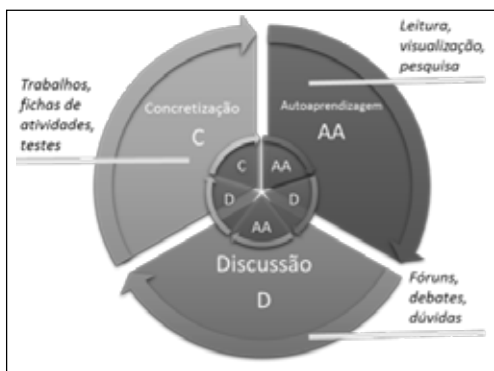 Leitura,
visualização,
pesquisa
Trabalhos,
fichas de
atividades,
testes
Concretização
C
Autoaprendizagem
AA
C
AA
D
D
AA
Discussão
D
Fóruns,
debates,
dúvidas